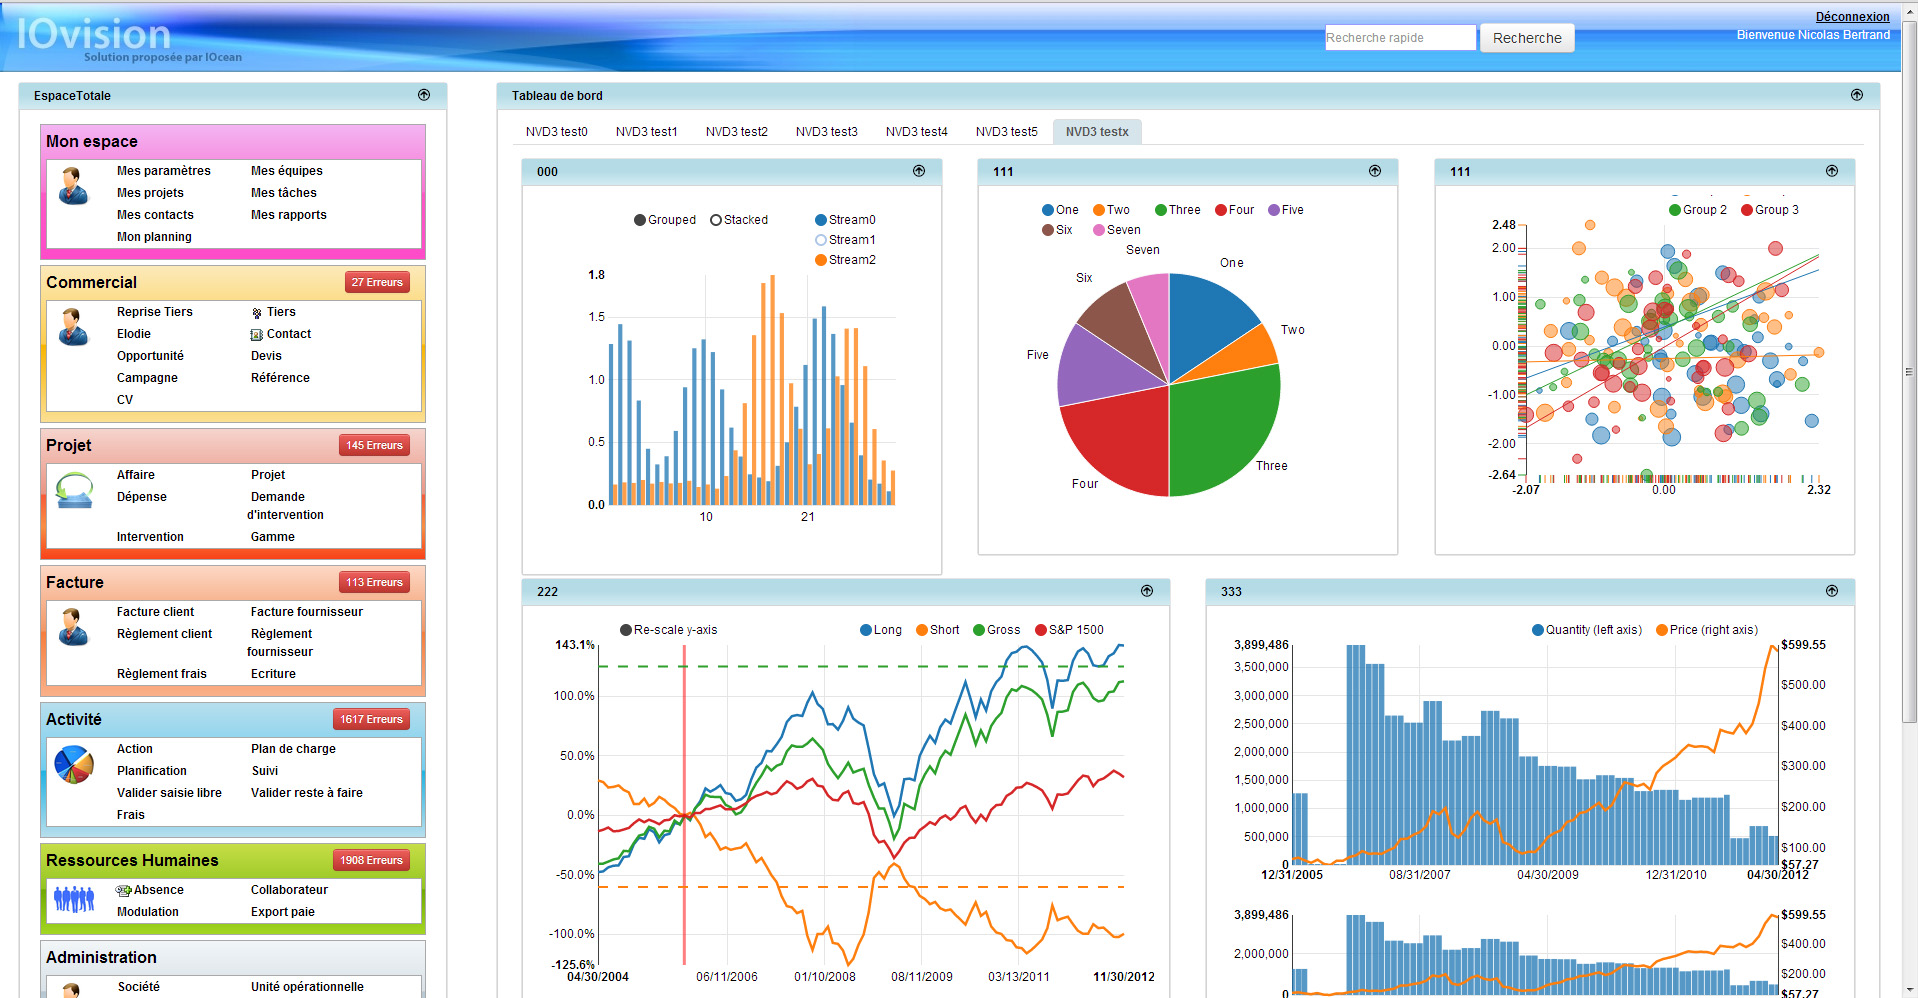 IOvision
Solution proposée par IOcean
Recherche rapide
Recherche
Déconnexion
Bienvenue Nicolas Bertrand
EspaceTotale
Mon espace
Mes paramètres
Mes équipes
Mes projets
Mes tâches
Mes contacts
Mes rapports
Mon planning
Commercial
27 Erreurs
Reprise Tiers
Tiers
Elodie
Contact
Opportunité
Devis
Campagne
Référence
CV
Projet
145 Erreurs
Affaire
Projet
Dépense
Demande
d'intervention
Intervention
Gamme
Facture
113 Erreurs
Facture client
Facture fournisseur
Règlement client
Règlement
fournisseur
Règlement frais
Ecriture
Activité
1617 Erreurs
Action
Plan de charge
Planification
Suivi
Valider saisie libre
Valider reste à faire
Frais
Ressources Humaines
1908 Erreurs
Absence
Collaborateur
Modulation
Export paie
Administration
Société
Unité opérationnelle
Tableau de bord
NVD3 test0
NVD3 test1
NVD3 test2
NVD3 test3
NVD3 test4
NVD3 test5
NVD3 testx
000
Grouped
Stacked
Stream0
Stream1
Stream2
1.8
1.5
1.0
0.5
0.0
10
21
111
One
Two
Three
Four
Five
Six
Seven
Seven
One
Six
Two
Five
Three
Four
111
Group 2
Group 3
2.48
2.00
1.00
0.00
-1.00
-2.00
-2.64
-2.07
0.00
2.32
222
Re-scale y-axis
Long
Short
Gross
S&P 1500
143.1%
100.0%
50.0%
0.0%
-50.0%
-100.0%
-125.6%
04/30/2004
06/11/2006
01/10/2008
08/11/2009
03/13/2011
11/30/2012
333
Quantity (left axis)
Price (right axis)
3,899,486
$599.55
3,500,000
$500.00
3,000,000
2,500,000
$400.00
2,000,000
$300.00
1,500,000
1,000,000
$200.00
500,000
$100.00
0
$57.27
12/31/2005
08/31/2007
04/30/2009
12/31/2010
04/30/2012
3,899,486
$599.55
$400.00
2,000,000
$200.00
0
$57.27